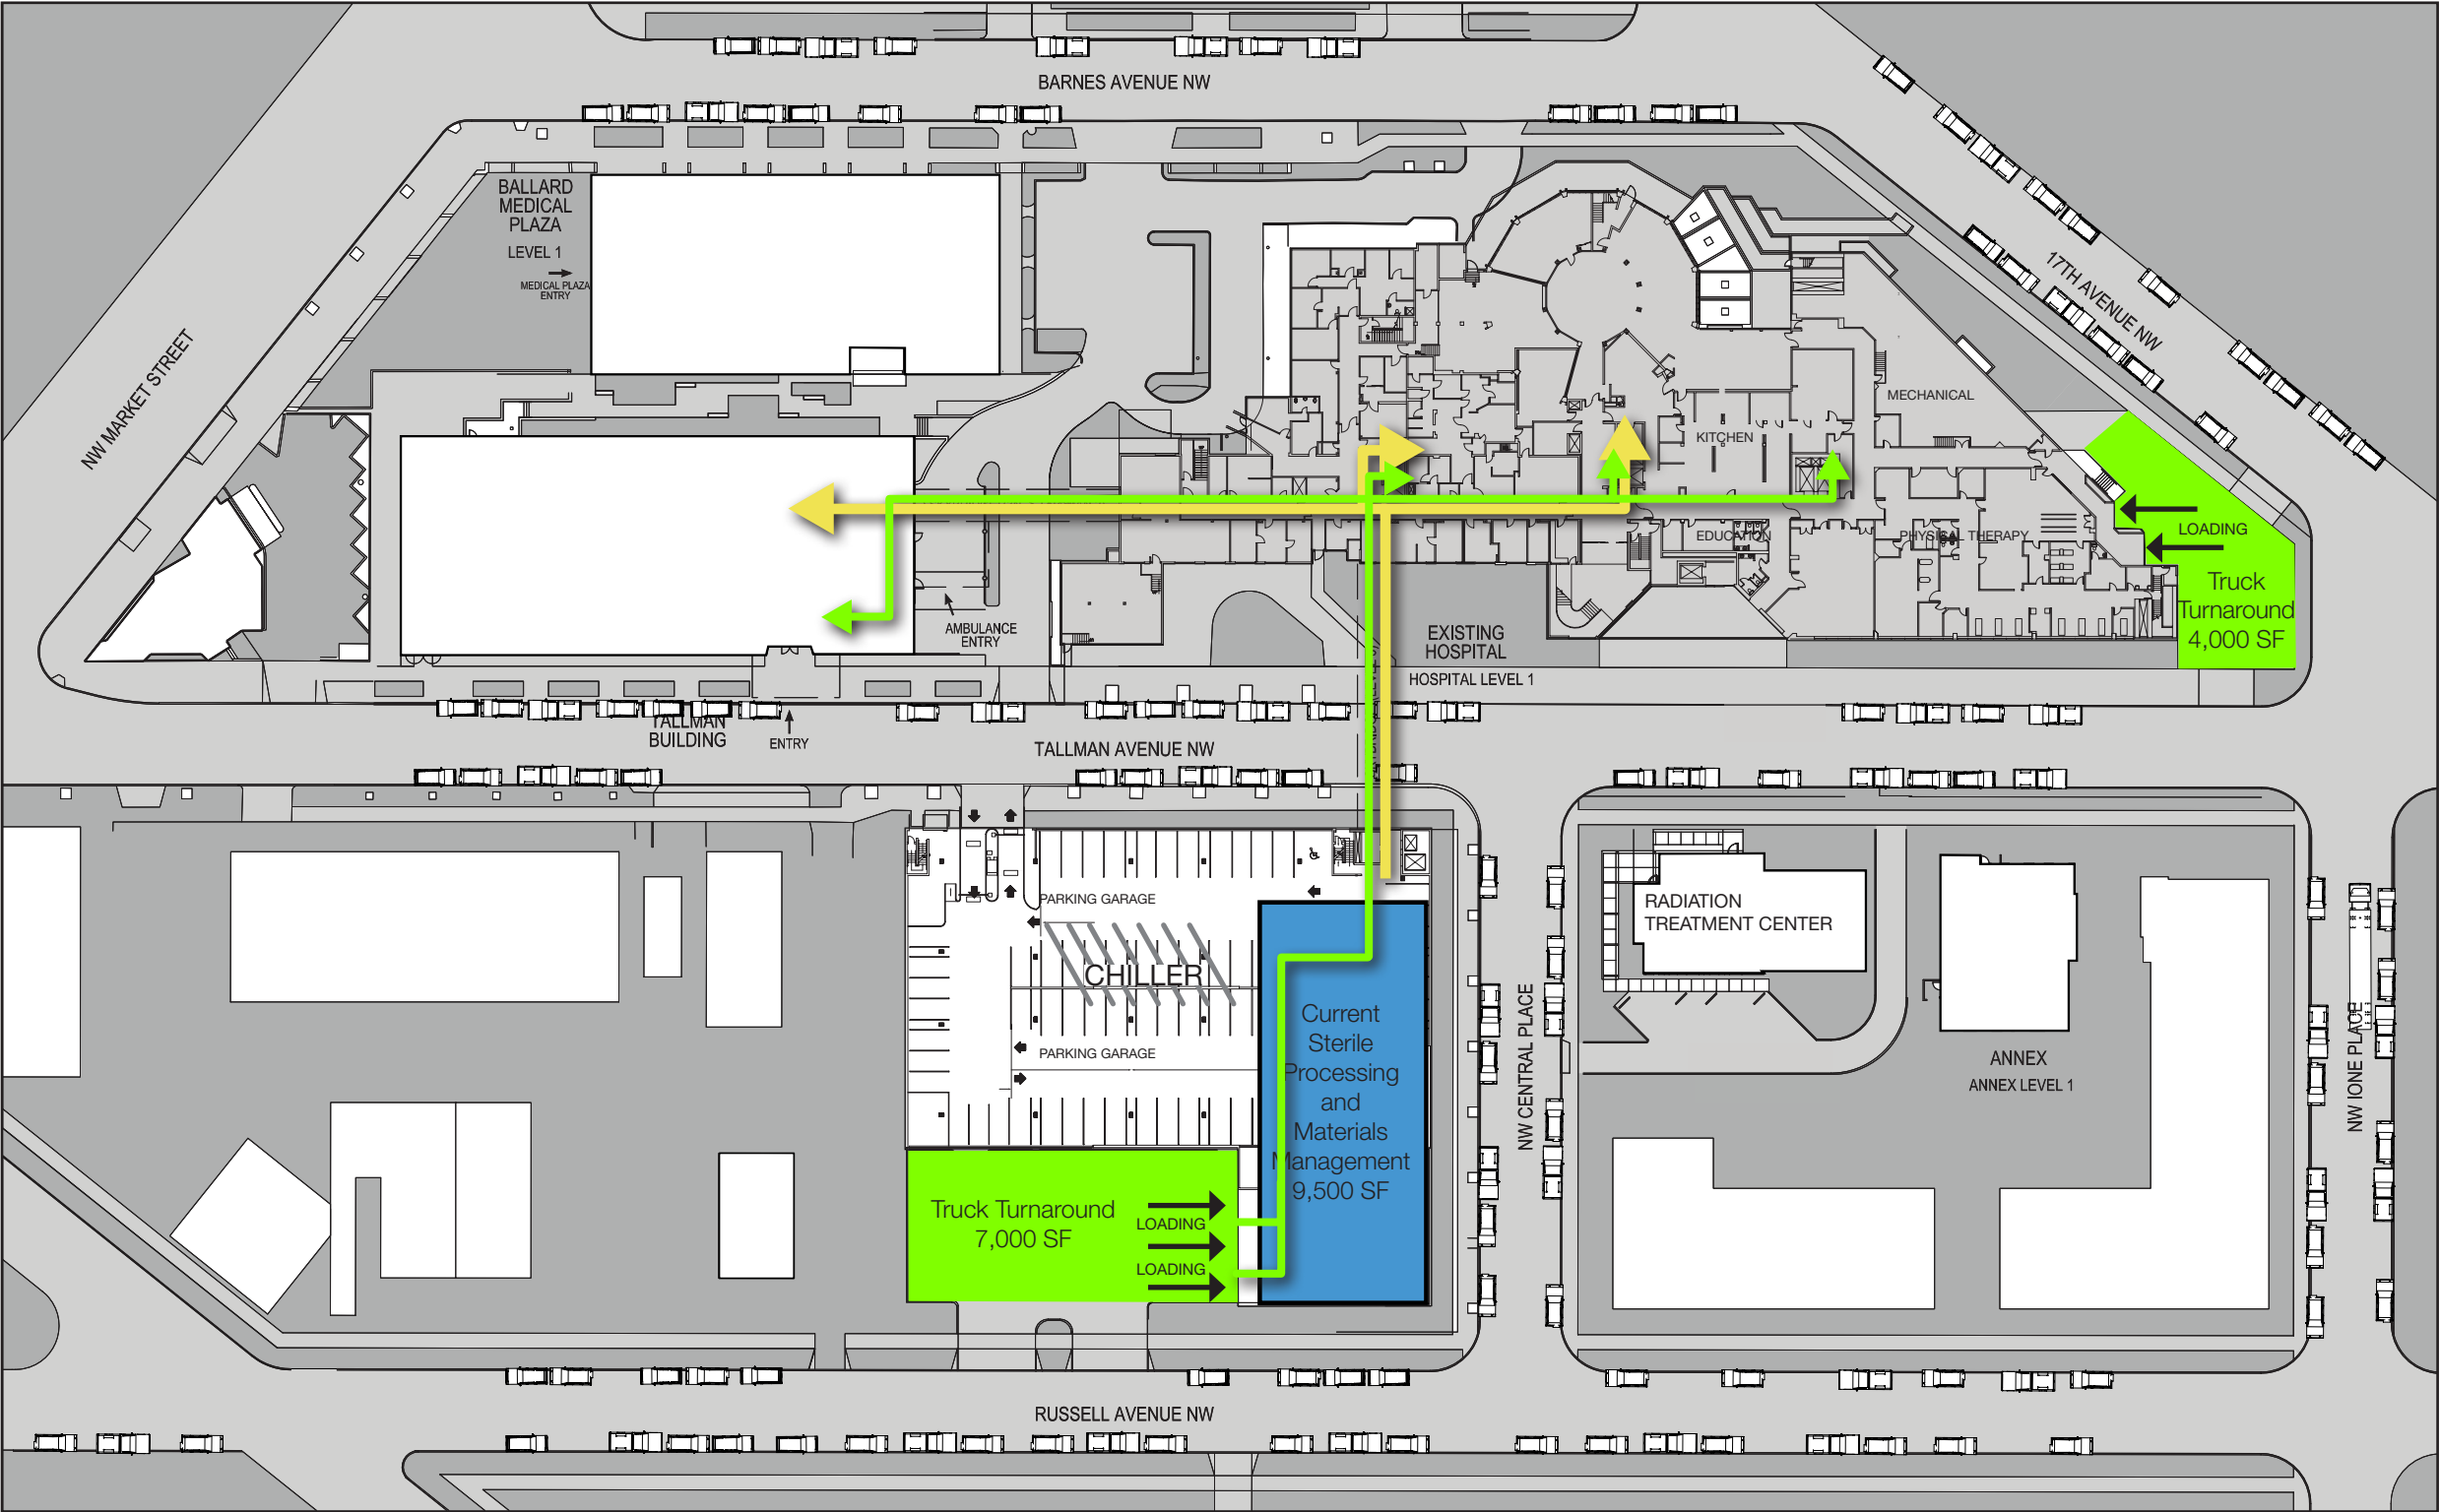 BARNES AVENUE NW
BALLARD
MEDICAL
PLAZA
LEVEL 1
MEDICAL PLAZA
ENTRY
NW MARKET STREET
17TH AVENUE NW
MECHANICAL
KITCHEN
EDUCATION
PHYSICAL THERAPY
LOADING
Truck
Turnaround
4,000 SF
AMBULANCE
ENTRY
EXISTING
HOSPITAL
HOSPITAL LEVEL 1
TALLMAN
BUILDING
ENTRY
TALLMAN AVENUE NW
PARKING GARAGE
CHILLER
PARKING GARAGE
Current
Sterile
Processing
and
Materials
Management
9,500 SF
Truck Turnaround
7,000 SF
LOADING
LOADING
NW CENTRAL PLACE
RADIATION
TREATMENT CENTER
ANNEX
ANNEX LEVEL 1
NW IONE PLACE
RUSSELL AVENUE NW